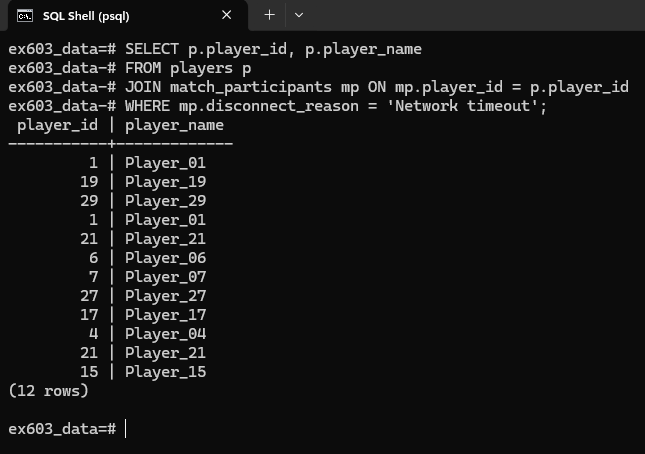 SQL Shell (psql)
ex603_data=# SELECT p.player_id, p.player_name
ex603_data-# FROM players p
ex603_data-# JOIN match_participants mp ON mp.player_id = p.player_id
ex603_data-# WHERE mp.disconnect_reason = 'Network timeout';
 player_id | player_name
-----------+-------------
         1 | Player_01
        19 | Player_19
        29 | Player_29
         1 | Player_01
        21 | Player_21
         6 | Player_06
         7 | Player_07
        27 | Player_27
        17 | Player_17
         4 | Player_04
        21 | Player_21
        15 | Player_15
(12 rows)
ex603_data=#